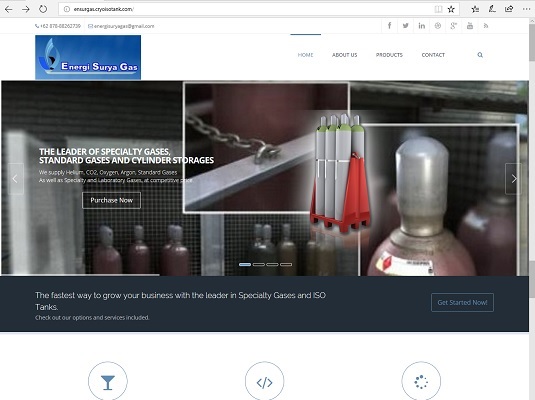 ensurgas.cryoisotank.com/
+62 878-88262739 energisuryagas@gmail.com
Energi Surya Gas
HOME ABOUT US PRODUCTS CONTACT
THE LEADER OF SPECIALTY GASES,
STANDARD GASES AND CYLINDER STORAGES
We supply Helium, CO2, Oxygen, Argon, Standard Gases
As well as Specialty and Laboratory Gases, at competitive price
Purchase Now
The fastest way to grow your business with the leader in Specialty Gases and ISO
Tanks.
Get Started Now!
Check out our options and services included.